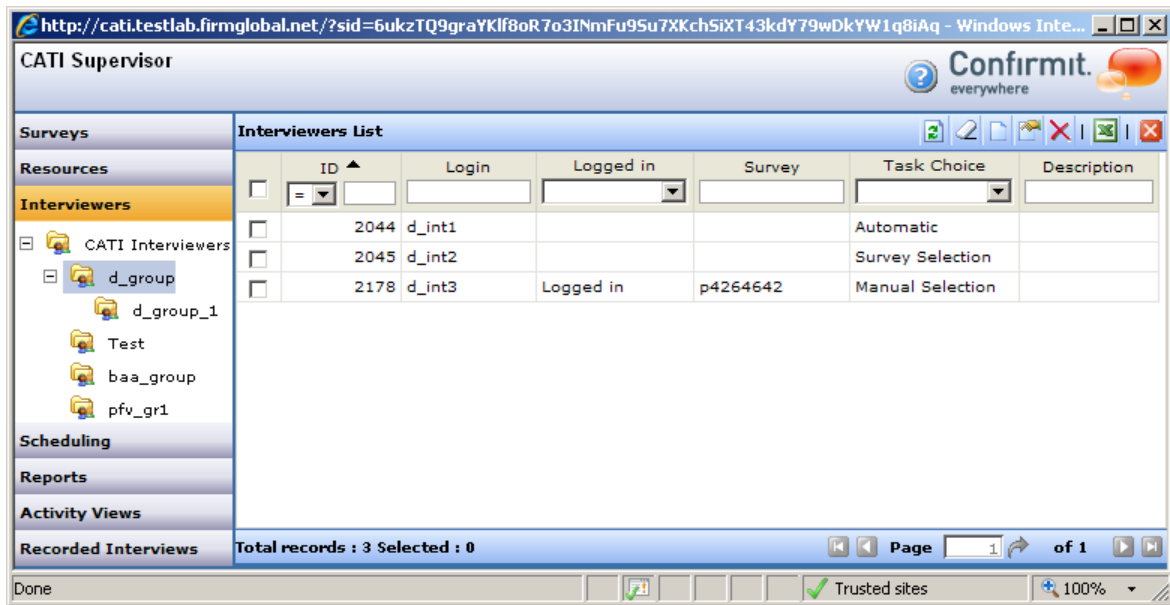 http://cati.testlab.firmglobal.net/?sid=6ukzTQ9graYKlf8oR7o3INmFu9Su7XKchSiXT43kdY79wDkYW1q8iAq - Windows Inte...
CATI Supervisor
Confirmit.
everywhere
Surveys
Interviewers List
Resources
ID Login Logged in Survey Task Choice Description
=
Interviewers
CATI Interviewers
2044 d_int1 Automatic
2045 d_int2 Survey Selection
d_group
2178 d_int3 Logged in p4264642 Manual Selection
d_group_1
Test
baa_group
pfv_gr1
Scheduling
Reports
Activity Views
Recorded Interviews
Total records : 3 Selected : 0
Page 1 of 1
Done
Trusted sites
100%